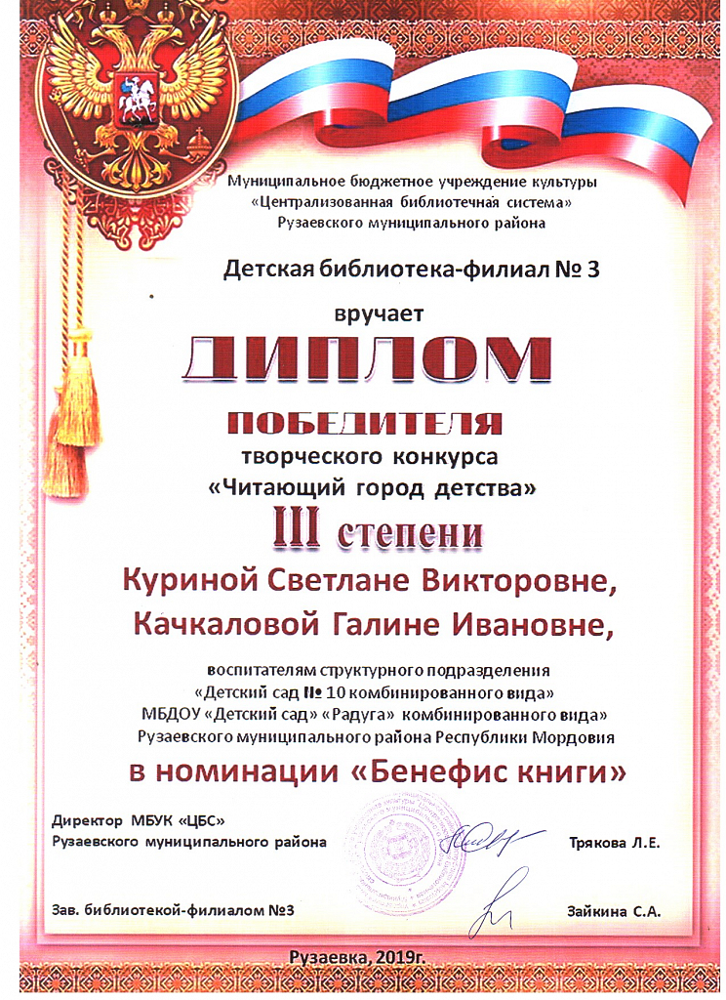 Муниципальное бюджетное учреждение культуры
«Централизованная библиотечная система»
Рузаевского муниципального района
Детская библиотека-филиал № 3
вручает
ДИПЛОМ
ПОБЕДИТЕЛЯ
творческого конкурса
«Читающий город детства»
III степени
Куриной Светлане Викторовне,
Качкаловой Галине Ивановне,
воспитателям структурного подразделения
«Детский сад № 10 комбинированного вида»
МБДОУ «Детский сад» «Радуга» комбинированного вида»
Рузаевского муниципального района Республики Мордовия
в номинации «Бенефис книги»
Директор МБУК «ЦБС»
Рузаевского муниципального района
Трякова Л.Е.
Зав. библиотекой-филиалом №3
Зайкина С.А.
Рузаевка, 2019г.